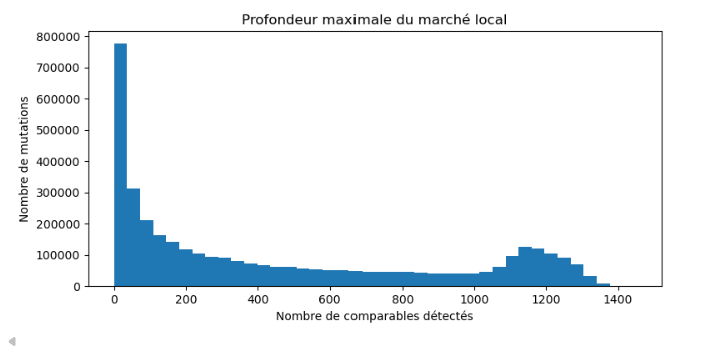 Profondeur maximale du marché local
Nombre de mutations
800000
700000
600000
500000
400000
300000
200000
100000
0
0 200 400 600 800 1000 1200 1400
Nombre de comparables détectés